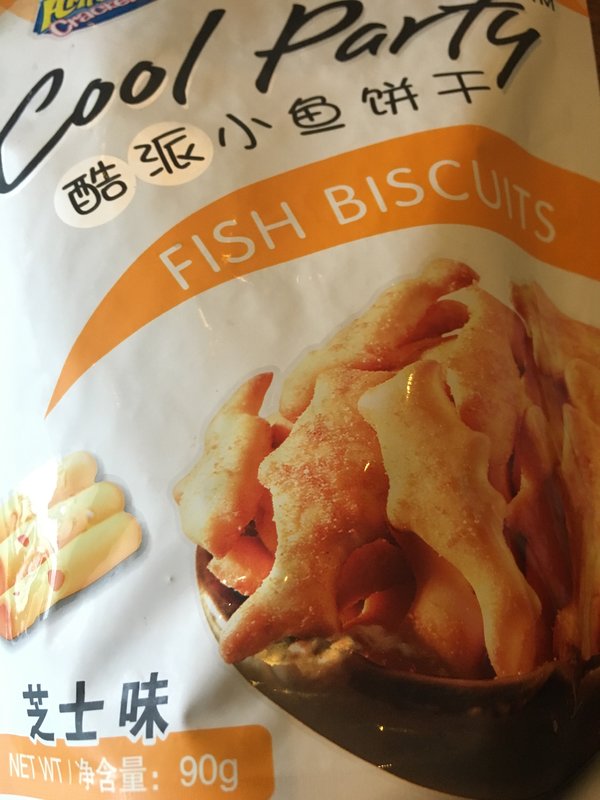 Crackers
Cool Party
酷派小鱼饼干
FISH BISCUITS
芝士味
NET WT/净含量：90g